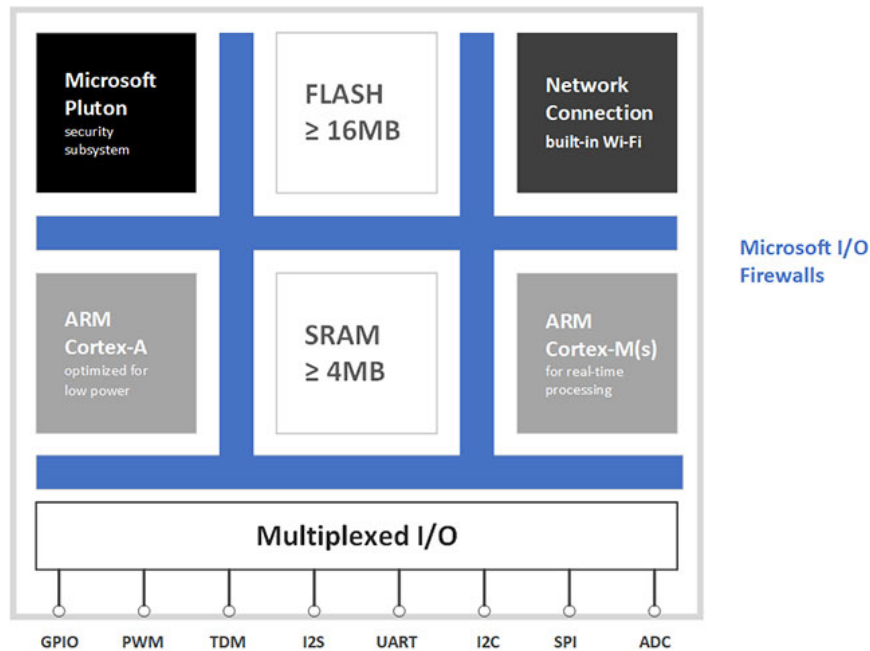 Microsoft
Pluton
security
subsystem
FLASH
≥ 16MB
Network
Connection
built-in Wi-Fi
Microsoft I/O
Firewalls
ARM
Cortex-A
optimized for
low power
SRAM
≥ 4MB
ARM
Cortex-M(s)
for real-time
processing
Multiplexed I/O
GPIO PWM TDM I2S UART I2C SPI ADC